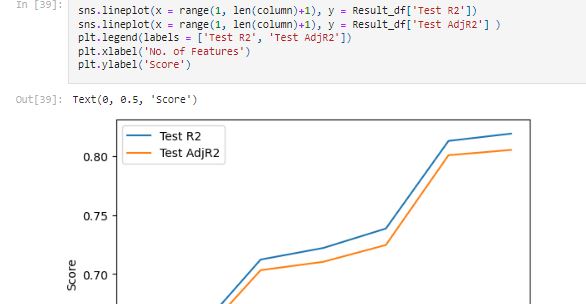 In [39]:
sns.lineplot(x = range(1, len(column)+1), y = Result_df['Test R2'])
sns.lineplot(x = range(1, len(column)+1), y = Result_df['Test AdjR2'] )
plt.legend(labels = ['Test R2', 'Test AdjR2'])
plt.xlabel('No. of Features')
plt.ylabel('Score')
Out[39]: Text(0, 0.5, 'Score')
Test R2
Test AdjR2
0.80
0.75
0.70
Score